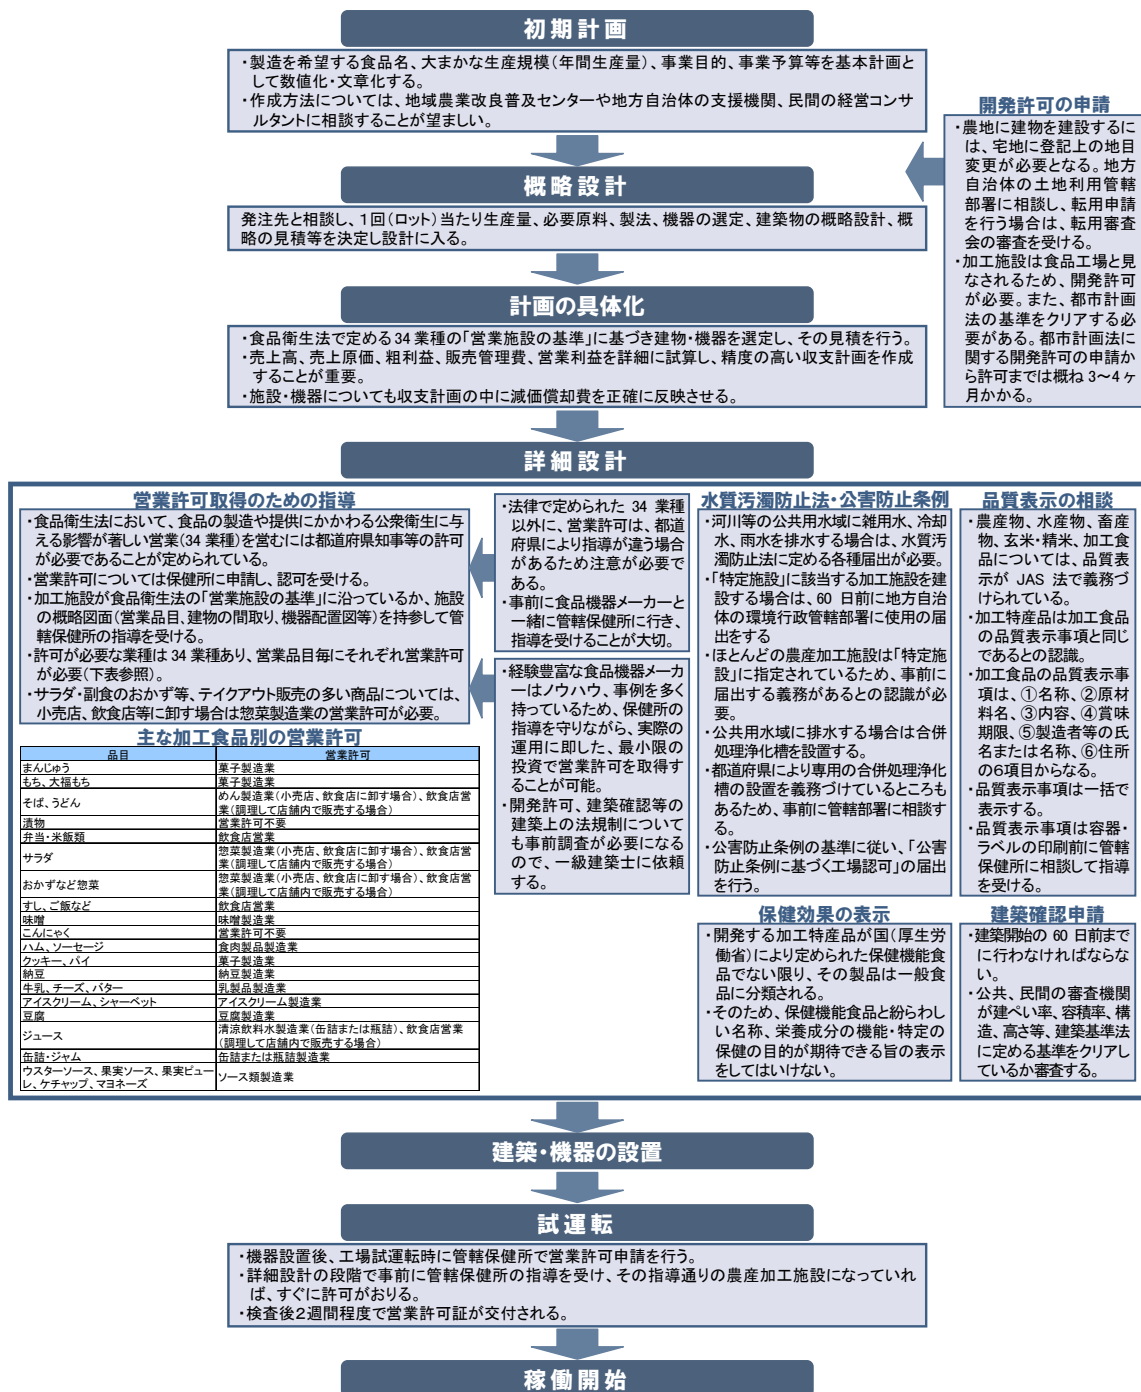 初期計画
・製造を希望する食品名、大まかな生産規模（年間生産量）、事業目的、事業予算等を基本計画と
して数値化・文章化する。
・作成方法については、地域農業改良普及センターや地方自治体の支援機関、民間の経営コンサ
ルタントに相談することが望ましい。
開発許可の申請
・農地に建物を建設するに
は、宅地に登記上の地目
変更が必要となる。地方
自治体の土地利用管轄
部署に相談し、転用申請
を行う場合は、転用審査
会の審査を受ける。
・加工施設は食品工場と見
なされるため、開発許可
が必要。また、都市計画
法の基準をクリアする必
要がある。都市計画法に
関する開発許可の申請か
ら許可までは概ね 3～4 ヶ
月かかる。
概略設計
発注先と相談し、1回（ロット）当たり生産量、必要原料、製法、機器の選定、建築物の概略設計、概
略の見積等を決定し設計に入る。
計画の具体化
・食品衛生法で定める 34 業種の「営業施設の基準」に基づき建物・機器を選定し、その見積を行う。
・売上高、売上原価、粗利益、販売管理費、営業利益を詳細に試算し、精度の高い収支計画を作成
することが重要。
・施設・機器についても収支計画の中に減価償却費を正確に反映させる。
詳細設計
営業許可取得のための指導
・食品衛生法において、食品の製造や提供にかかわる公衆衛生に与
える影響が著しい営業（34 業種）を営むには都道府県知事等の許可
が必要であることが定められている。
・営業許可については保健所に申請し、認可を受ける。
・加工施設が食品衛生法の「営業施設の基準」に沿っているか、施設
の概略図面（営業品目、建物の間取り、機器配置図等）を持参して管
轄保健所の指導を受ける。
・許可が必要な業種は 34 業種あり、営業品目毎にそれぞれ営業許可
が必要（下表参照）。
・サラダ・副食のおかず等、テイクアウト販売の多い商品については、
小売店、飲食店等に卸す場合は惣菜製造業の営業許可が必要。
・法律で定められた 34 業種
以外に、営業許可は、都道
府県により指導が違う場合
があるため注意が必要で
ある。
・事前に食品機器メーカーと
一緒に管轄保健所に行き、
指導を受けることが大切。
・経験豊富な食品機器メーカ
ーはノウハウ、事例を多く
持っているため、保健所の
指導を守りながら、実際の
運用に即した、最小限の
投資で営業許可を取得す
ることが可能。
・開発許可、建築確認等の
建築上の法規制について
も事前調査が必要になる
ので、一級建築士に依頼
する。
主な加工食品別の営業許可
品目 営業許可
まんじゅう 菓子製造業
もち、大福もち 菓子製造業
そば、うどん めん製造業（小売店、飲食店に卸す場合）、飲食店営
業（調理して店舗内で販売する場合）
漬物 営業許可不要
弁当・米飯類 飲食店営業
サラダ 惣菜製造業（小売店、飲食店に卸す場合）、飲食店営
業（調理して店舗内で販売する場合）
おかずなど惣菜 惣菜製造業（小売店、飲食店に卸す場合）、飲食店営
業（調理して店舗内で販売する場合）
すし、ご飯など 飲食店営業
味噌 味噌製造業
こんにゃく 営業許可不要
ハム、ソーセージ 食肉製品製造業
クッキー、パイ 菓子製造業
納豆 納豆製造業
牛乳、チーズ、バター 乳製品製造業
アイスクリーム、シャーベット アイスクリーム製造業
豆腐 豆腐製造業
ジュース 清涼飲料水製造業（缶詰または瓶詰）、飲食店営業
（調理して店舗内で販売する場合）
缶詰・ジャム 缶詰または瓶詰製造業
ウスターソース、果実ソース、果実ピュー
レ、ケチャップ、マヨネーズ ソース類製造業
水質汚濁防止法・公害防止条例
・河川等の公共用水域に雑用水、冷却
水、雨水を排水する場合は、水質汚
濁防止法に定める各種届出が必要。
・「特定施設」に該当する加工施設を建
設する場合は、60 日前に地方自治
体の環境行政管轄部署に使用の届
出をする
・ほとんどの農産加工施設は「特定施
設」に指定されているため、事前に
届出する義務があるとの認識が必
要。
・公共用水域に排水する場合は合併
処理浄化槽を設置する。
・都道府県により専用の合併処理浄化
槽の設置を義務づけているところも
あるため、事前に管轄部署に相談す
る。
・公害防止条例の基準に従い、「公害
防止条例に基づく工場認可」の届出
を行う。
品質表示の相談
・農産物、水産物、畜産
物、玄米・精米、加工食
品については、品質表
示が JAS 法で義務づ
けられている。
・加工特産品は加工食品
の品質表示事項と同じ
であるとの認識。
・加工食品の品質表示事
項は、①名称、②原材
料名、③内容、④賞味
期限、⑤製造者等の氏
名または名称、⑥住所
の6項目からなる。
・品質表示事項は一括で
表示する。
・品質表示事項は容器・
ラベルの印刷前に管轄
保健所に相談して指導
を受ける。
保健効果の表示
・開発する加工特産品が国（厚生労
働省）により定められた保健機能食
品でない限り、その製品は一般食
品に分類される。
・そのため、保健機能食品と紛らわし
い名称、栄養成分の機能・特定の
保健の目的が期待できる旨の表示
をしてはいけない。
建築確認申請
・建築開始の 60 日前まで
に行わなければならな
い。
・公共、民間の審査機関
が建ぺい率、容積率、構
造、高さ等、建築基準法
に定める基準をクリアし
ているか審査する。
建築・機器の設置
試運転
・機器設置後、工場試運転時に管轄保健所で営業許可申請を行う。
・詳細設計の段階で事前に管轄保健所の指導を受け、その指導通りの農産加工施設になっていれ
ば、すぐに許可がおりる。
・検査後2週間程度で営業許可証が交付される。
稼働開始